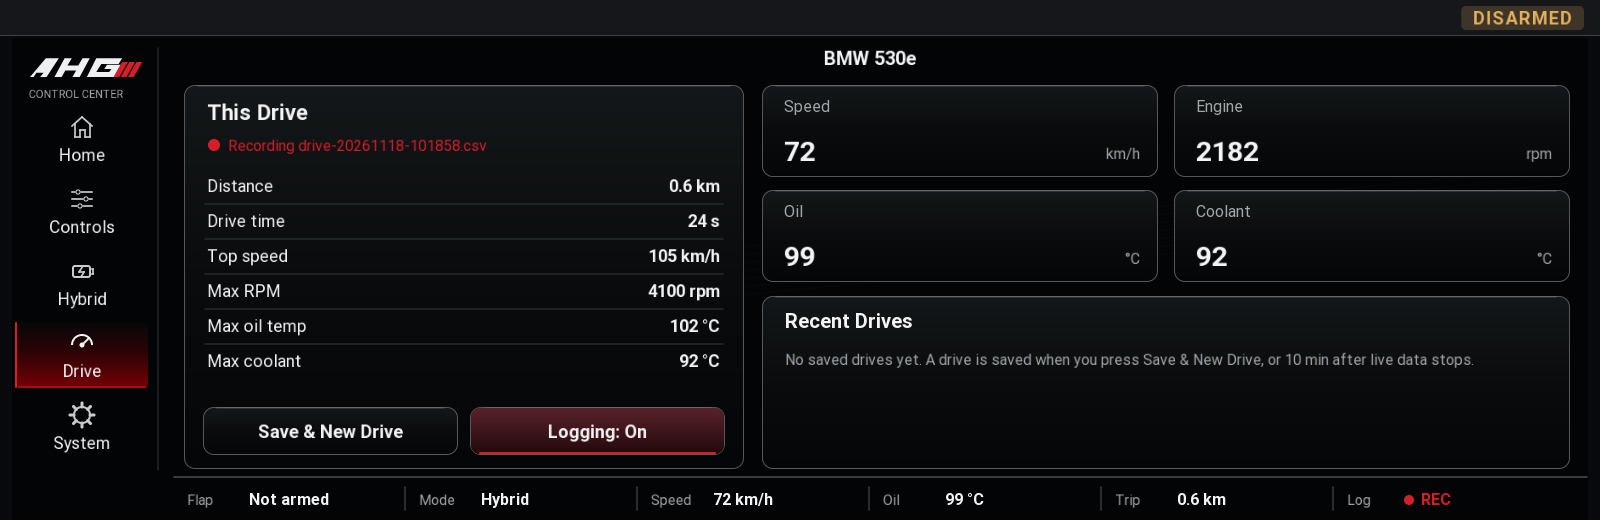 DISARMED
AHG
CONTROL CENTER
Home
Controls
Hybrid
Drive
System
BMW 530e
This Drive
Recording drive-20261118-101858.csv
Distance 0.6 km
Drive time 24 s
Top speed 105 km/h
Max RPM 4100 rpm
Max oil temp 102 °C
Max coolant 92 °C
Save & New Drive
Logging: On
Speed
72 km/h
Engine
2182 rpm
Oil
99 °C
Coolant
92 °C
Recent Drives
No saved drives yet. A drive is saved when you press Save & New Drive, or 10 min after live data stops.
Flap Not armed Mode Hybrid Speed 72 km/h Oil 99 °C Trip 0.6 km Log REC